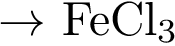 → FeCl₃